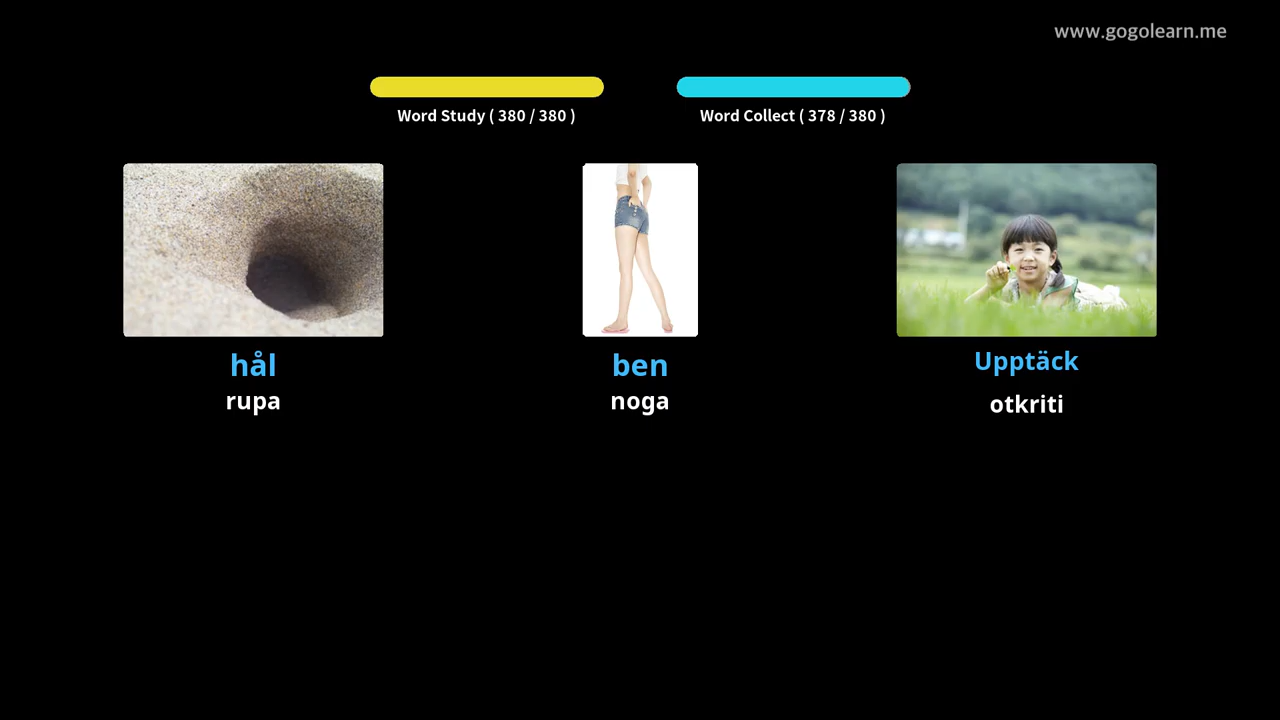 www.gogolearn.me
Word Study ( 380 / 380 )
Word Collect ( 378 / 380 )
hål
rupa
ben
noga
Upptäck
otkriti